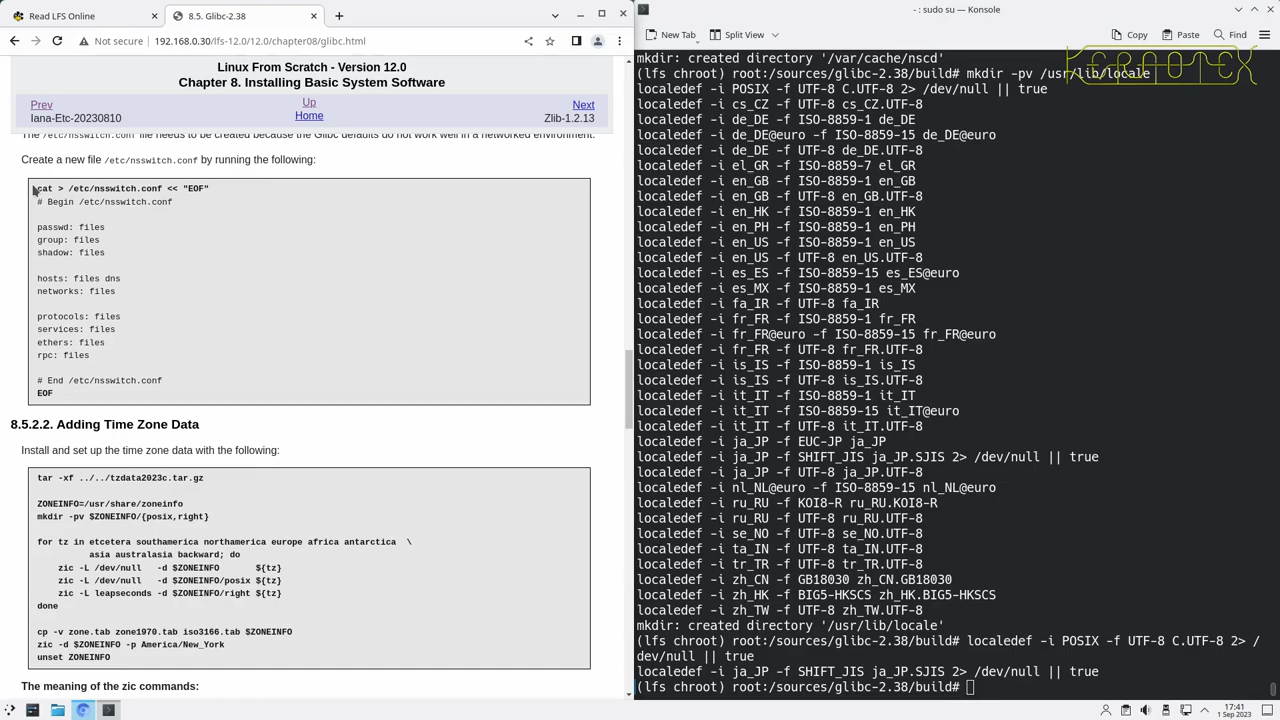 Read LFS Online
8.5. Glibc-2.38
Not secure
192.168.0.30/lfs-12.0/12.0/chapter08/glibc.html
Linux From Scratch - Version 12.0
Chapter 8. Installing Basic System Software
Prev
Up
Next
Iana-Etc-20230810
Home
Zlib-1.2.13
The /etc/nsswitch.conf file needs to be created because the Glibc defaults do not work well in a networked environment.
Create a new file /etc/nsswitch.conf by running the following:
cat > /etc/nsswitch.conf << "EOF"
# Begin /etc/nsswitch.conf
passwd: files
group: files
shadow: files
hosts: files dns
networks: files
protocols: files
services: files
ethers: files
rpc: files
# End /etc/nsswitch.conf
EOF
8.5.2.2. Adding Time Zone Data
Install and set up the time zone data with the following:
tar -xf ../../tzdata2023c.tar.gz
ZONEINFO=/usr/share/zoneinfo
mkdir -pv $ZONEINFO/{posix,right}
for tz in etcetera southamerica northamerica europe africa antarctica \
asia australasia backward; do
zic -L /dev/null -d $ZONEINFO ${tz}
zic -L /dev/null -d $ZONEINFO/posix ${tz}
zic -L leapseconds -d $ZONEINFO/right ${tz}
done
cp -v zone.tab zone1970.tab iso3166.tab $ZONEINFO
zic -d $ZONEINFO -p America/New_York
unset ZONEINFO
The meaning of the zic commands:
- : sudo su — Konsole
New Tab
Split View
Copy
Paste
Find
KERNOTEX
mkdir: created directory '/var/cache/nscd'
(lfs chroot) root:/sources/glibc-2.38/build# mkdir -pv /usr/lib/locale
localedef -i POSIX -f UTF-8 C.UTF-8 2> /dev/null || true
localedef -i cs_CZ -f UTF-8 cs_CZ.UTF-8
localedef -i de_DE -f ISO-8859-1 de_DE
localedef -i de_DE@euro -f ISO-8859-15 de_DE@euro
localedef -i de_DE -f UTF-8 de_DE.UTF-8
localedef -i el_GR -f ISO-8859-7 el_GR
localedef -i en_GB -f ISO-8859-1 en_GB
localedef -i en_GB -f UTF-8 en_GB.UTF-8
localedef -i en_HK -f ISO-8859-1 en_HK
localedef -i en_PH -f ISO-8859-1 en_PH
localedef -i en_US -f ISO-8859-1 en_US
localedef -i en_US -f UTF-8 en_US.UTF-8
localedef -i es_ES -f ISO-8859-15 es_ES@euro
localedef -i es_MX -f ISO-8859-1 es_MX
localedef -i fa_IR -f UTF-8 fa_IR
localedef -i fr_FR -f ISO-8859-1 fr_FR
localedef -i fr_FR@euro -f ISO-8859-15 fr_FR@euro
localedef -i fr_FR -f UTF-8 fr_FR.UTF-8
localedef -i is_IS -f ISO-8859-1 is_IS
localedef -i is_IS -f UTF-8 is_IS.UTF-8
localedef -i it_IT -f ISO-8859-1 it_IT
localedef -i it_IT -f ISO-8859-15 it_IT@euro
localedef -i it_IT -f UTF-8 it_IT.UTF-8
localedef -i ja_JP -f EUC-JP ja_JP
localedef -i ja_JP -f SHIFT_JIS ja_JP.SJIS 2> /dev/null || true
localedef -i ja_JP -f UTF-8 ja_JP.UTF-8
localedef -i nl_NL@euro -f ISO-8859-15 nl_NL@euro
localedef -i ru_RU -f KOI8-R ru_RU.KOI8-R
localedef -i ru_RU -f UTF-8 ru_RU.UTF-8
localedef -i se_NO -f UTF-8 se_NO.UTF-8
localedef -i ta_IN -f UTF-8 ta_IN.UTF-8
localedef -i tr_TR -f UTF-8 tr_TR.UTF-8
localedef -i zh_CN -f GB18030 zh_CN.GB18030
localedef -i zh_HK -f BIG5-HKSCS zh_HK.BIG5-HKSCS
localedef -i zh_TW -f UTF-8 zh_TW.UTF-8
mkdir: created directory '/usr/lib/locale'
(lfs chroot) root:/sources/glibc-2.38/build# localedef -i POSIX -f UTF-8 C.UTF-8 2> /
dev/null || true
localedef -i ja_JP -f SHIFT_JIS ja_JP.SJIS 2> /dev/null || true
(lfs chroot) root:/sources/glibc-2.38/build#
17:41
1 Sep 2023